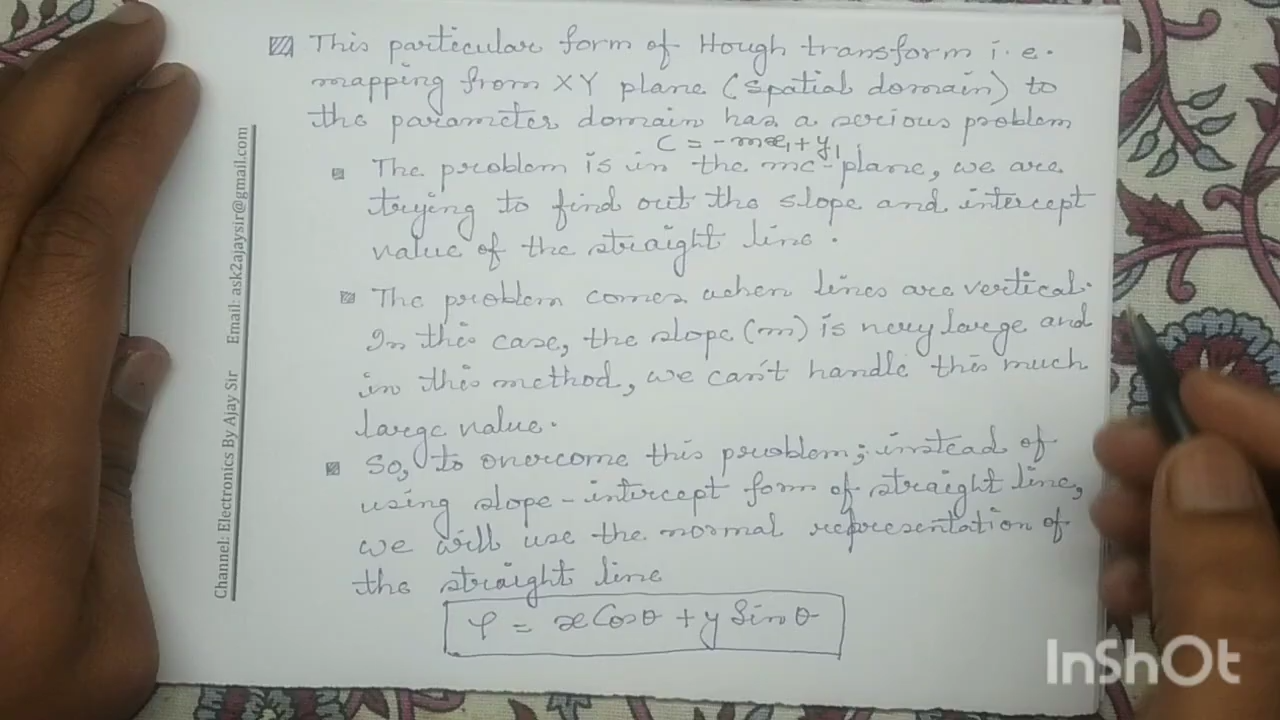 This particular form of Hough transform i.e.
mapping from XY plane (spatial domain) to
the parameter domain has a serious problem
C = -mx₁ + y₁
The problem is in the mc-plane, we are
trying to find out the slope and intercept
value of the straight line.
The problem comes when lines are vertical.
In this case, the slope (m) is very large and
in this method, we can't handle this much
large value.
So, to overcome this problem; instead of
using slope-intercept form of straight line,
we will use the normal representation of
the straight line
ρ = x Cosθ + y Sinθ
Channel: Electronics By Ajay Sir Email: ask2ajaysir@gmail.com
InShOt